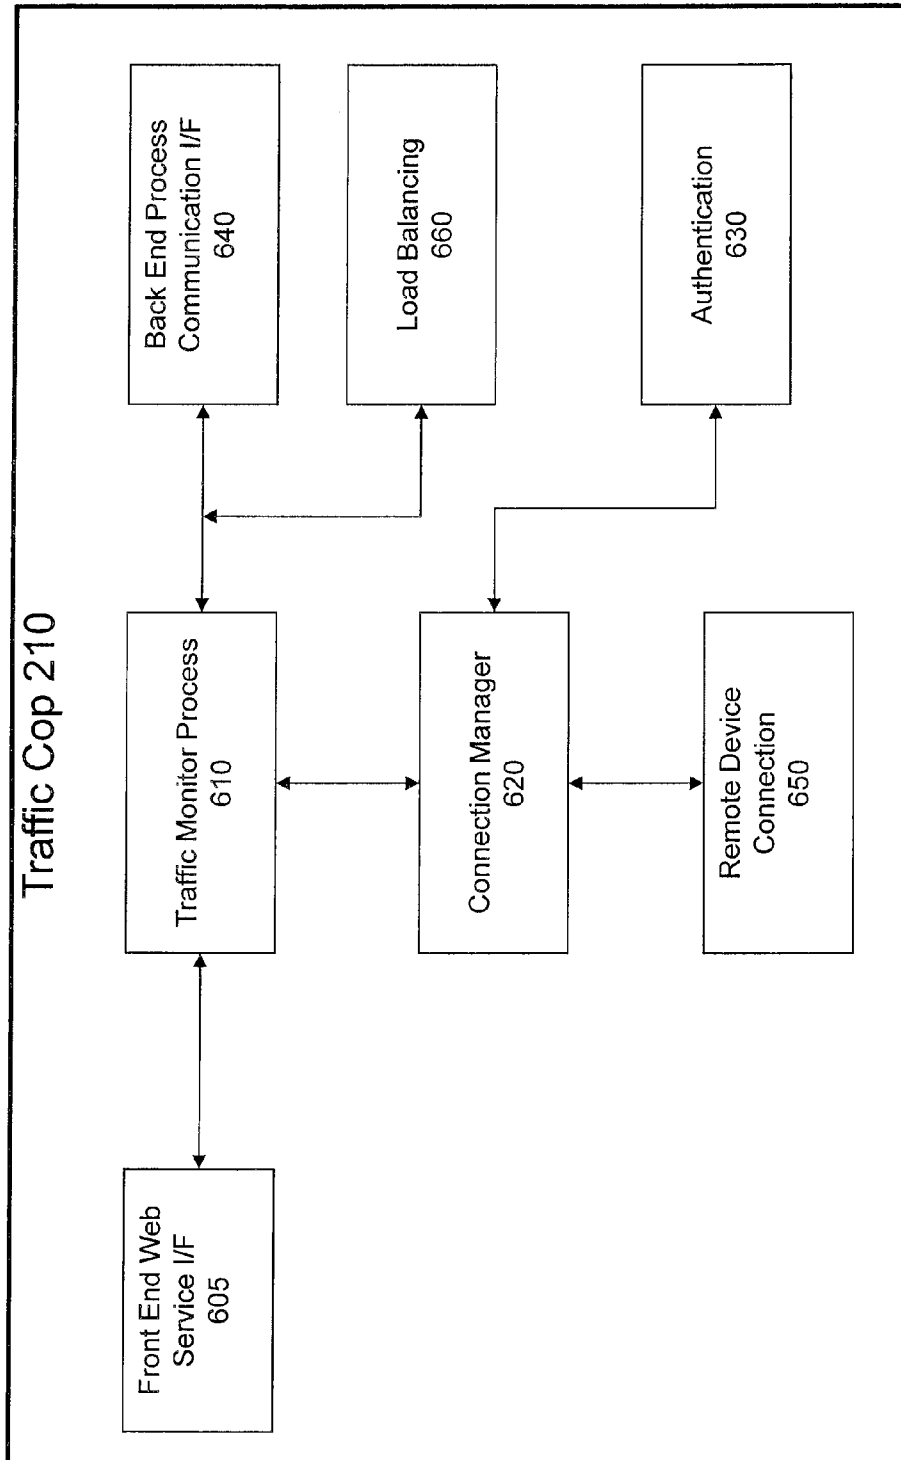 Traffic Cop 210
Front End Web
Service I/F
605
Traffic Monitor Process
610
Back End Process
Communication I/F
640
Load Balancing
660
Connection Manager
620
Authentication
630
Remote Device
Connection
650